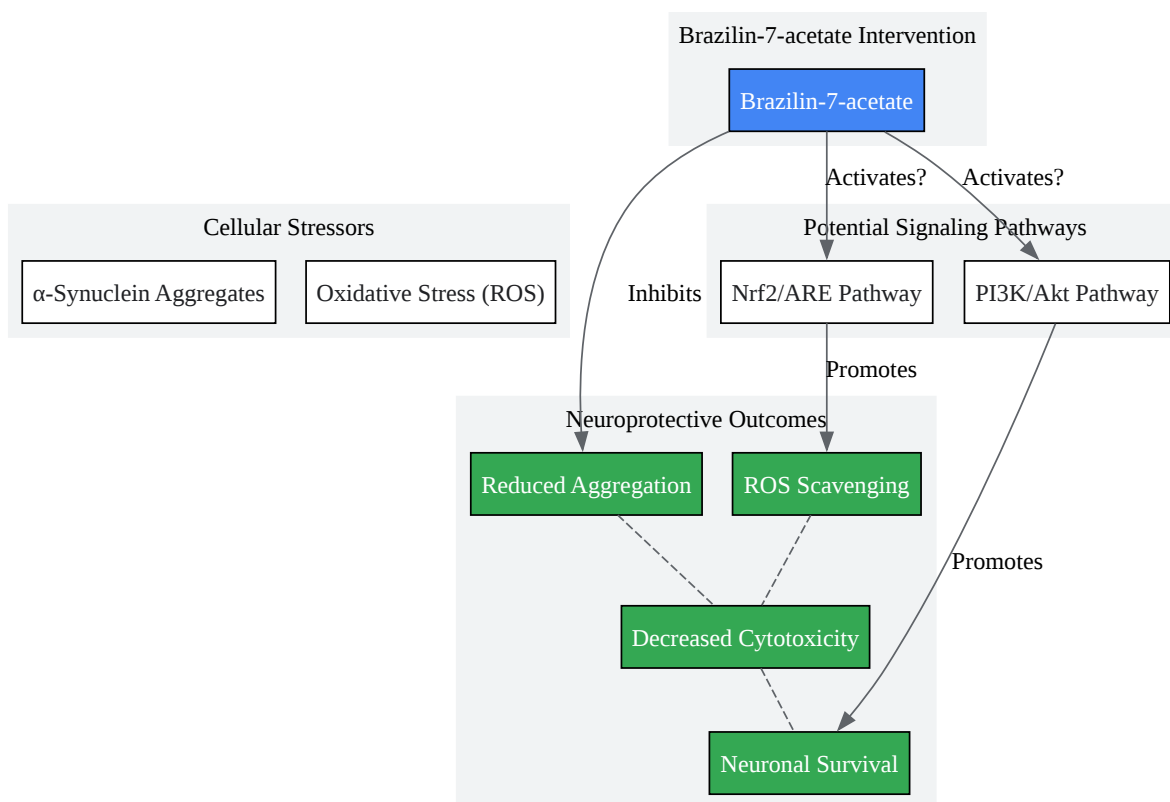 Brazilin-7-acetate Intervention
Brazilin-7-acetate
Activates?
Activates?
Cellular Stressors
Potential Signaling Pathways
α-Synuclein Aggregates
Oxidative Stress (ROS)
Inhibits
Nrf2/ARE Pathway
PI3K/Akt Pathway
Promotes
Neuroprotective Outcomes
Reduced Aggregation
ROS Scavenging
Promotes
Decreased Cytotoxicity
Neuronal Survival